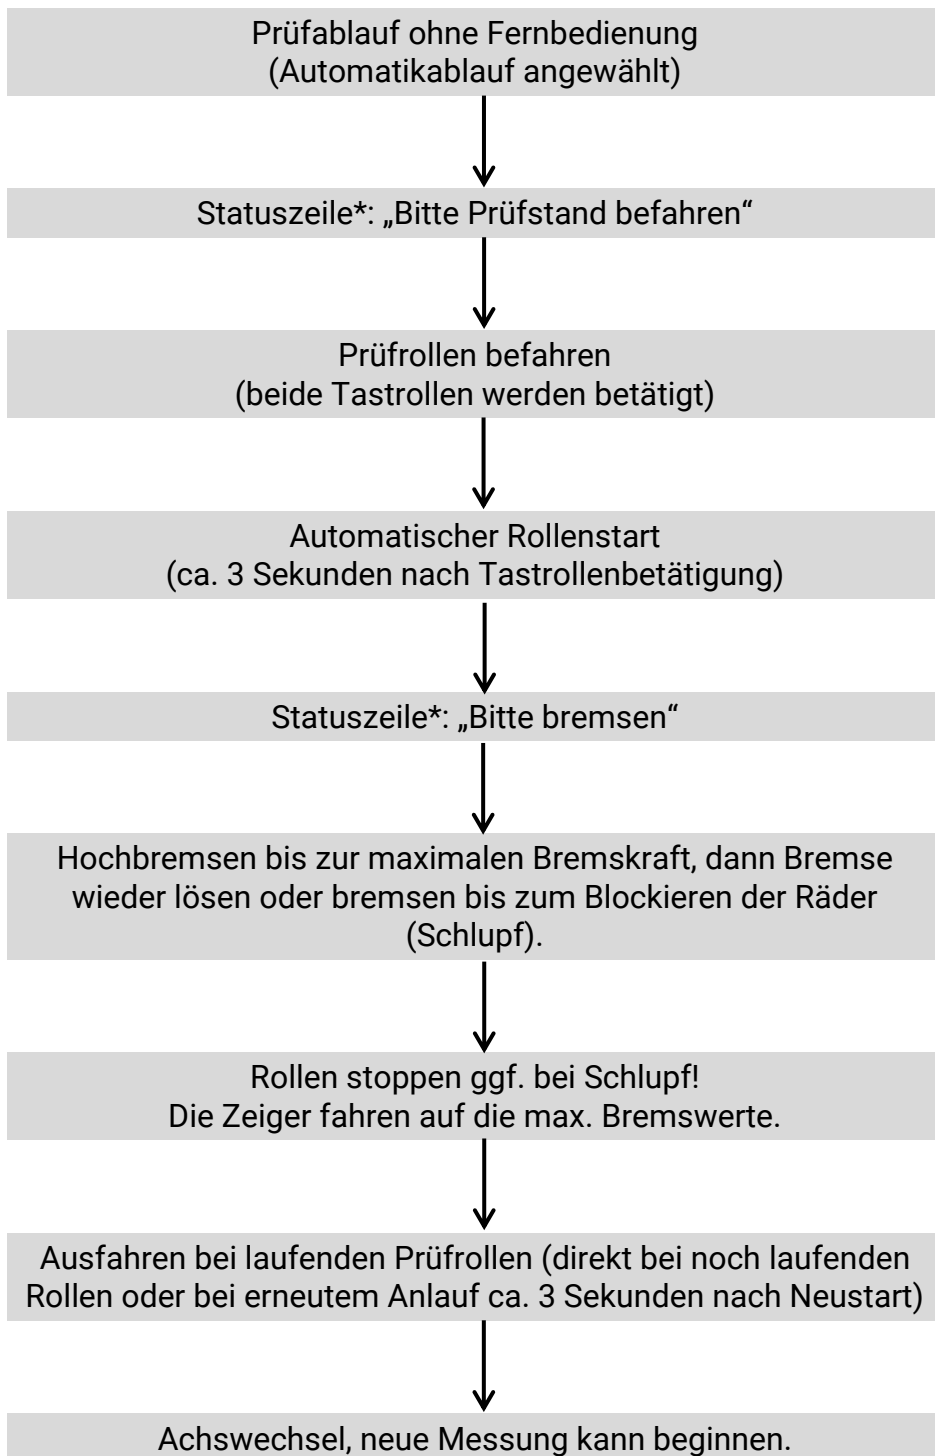 Prüfablauf ohne Fernbedienung
(Automatikablauf angewählt)
Statuszeile*: „Bitte Prüfstand befahren“
Prüfrollen befahren
(beide Tastrollen werden betätigt)
Automatischer Rollenstart
(ca. 3 Sekunden nach Tastrollenbetätigung)
Statuszeile*: „Bitte bremsen“
Hochbremsen bis zur maximalen Bremskraft, dann Bremse
wieder lösen oder bremsen bis zum Blockieren der Räder
(Schlupf).
Rollen stoppen ggf. bei Schlupf!
Die Zeiger fahren auf die max. Bremswerte.
Ausfahren bei laufenden Prüfrollen (direkt bei noch laufenden
Rollen oder bei erneutem Anlauf ca. 3 Sekunden nach Neustart)
Achswechsel, neue Messung kann beginnen.